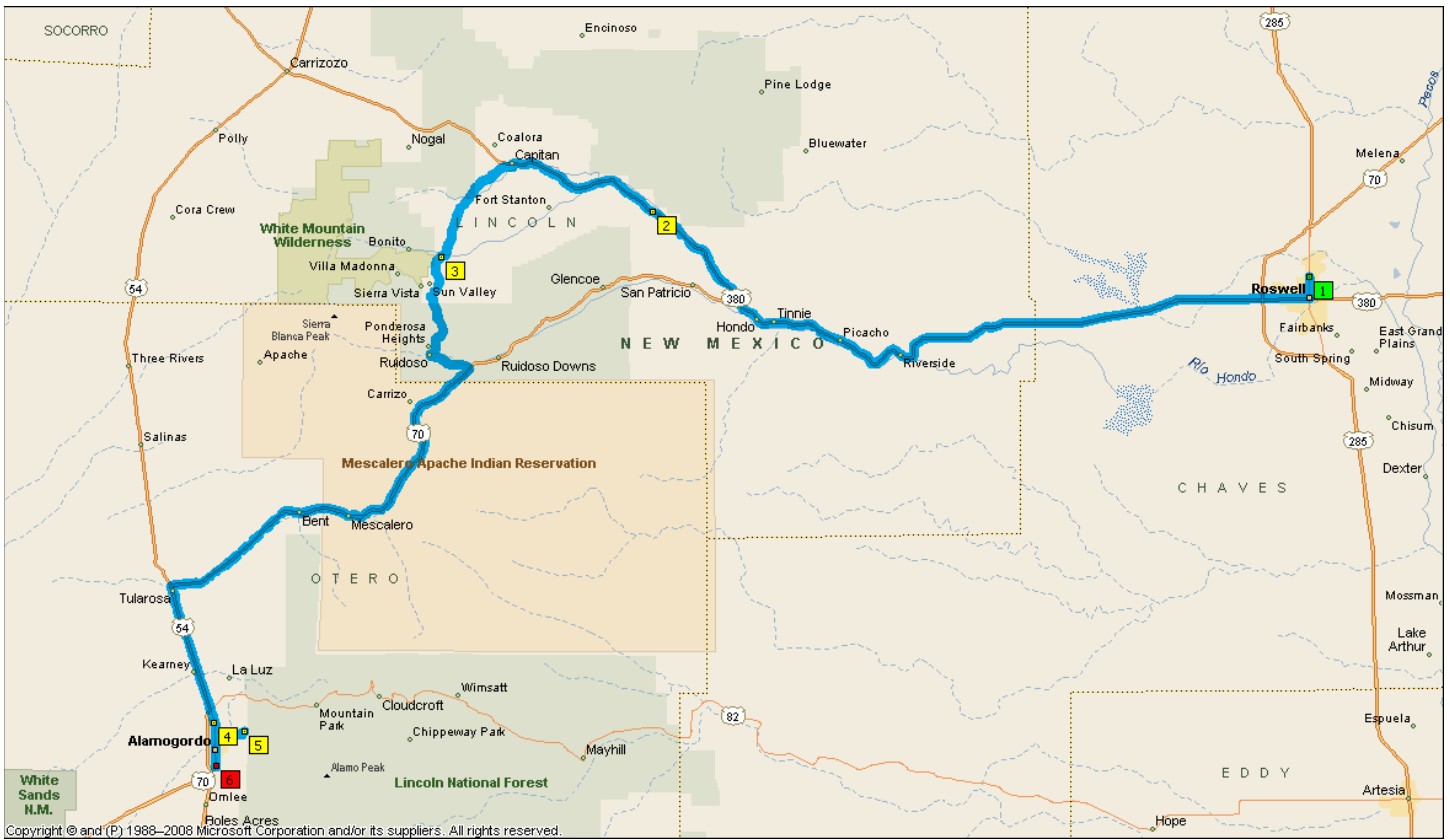 SOCORRO
Encinoso
285
Carrizozo
Pine Lodge
Pecos
Polly
Nogal
Coalora
Capitan
Bluewater
Melena
70
Cora Crew
Fort Stanton
LINCOLN
2
White Mountain
Wilderness
Bonito
3
Villa Madonna
Sierra Vista
Sun Valley
Glencoe
San Patricio
54
380
Roswell
1
380
Hondo
Tinnie
Picacho
Fairbanks
East Grand
Plains
South Spring
Sierra
Blanca Peak
Ponderosa
Heights
NEW MEXICO
Three Rivers
Apache
Ruidoso
Ruidoso Downs
Riverside
Río Hondo
Midway
Carrizo
Chisum
70
285
Salinas
Mescalero Apache Indian Reservation
Dexter
CHAVES
Bent
Mescalero
OTERO
Tularosa
Mossman
54
Lake
Arthur
Kearney
La Luz
Wimsatt
Cloudcroft
Mountain
Park
82
Espuela
Alamogordo
4
5
Chippeway Park
Mayhill
70
6
Alamo Peak
Lincoln National Forest
EDDY
White
Sands
N.M.
Omlee
Artesia
Boles Acres
Hope
Copyright © and (P) 1988–2008 Microsoft Corporation and/or its suppliers. All rights reserved.